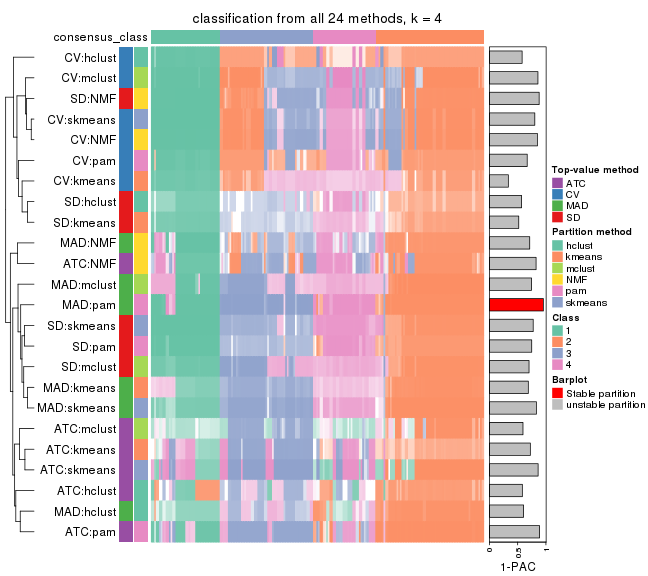 classification from all 24 methods, k = 4
consensus_class
CV:hclust
CV:mclust
SD:NMF
CV:skmeans
CV:NMF
CV:pam
CV:kmeans
SD:hclust
SD:kmeans
MAD:NMF
ATC:NMF
MAD:mclust
MAD:pam
SD:skmeans
SD:pam
SD:mclust
MAD:kmeans
MAD:skmeans
ATC:mclust
ATC:kmeans
ATC:skmeans
ATC:hclust
MAD:hclust
ATC:pam
0
0.5
1
1-PAC
Top-value method
ATC
CV
MAD
SD
Partition method
hclust
kmeans
mclust
NMF
pam
skmeans
Class
1
2
3
4
Barplot
Stable partition
unstable partition